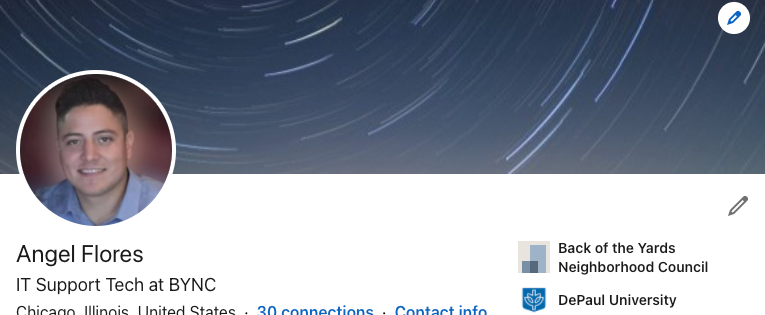 Angel Flores
IT Support Tech at BYNC
Chicago, Illinois, United States · 30 connections · Contact info
Back of the Yards
Neighborhood Council
DePaul University